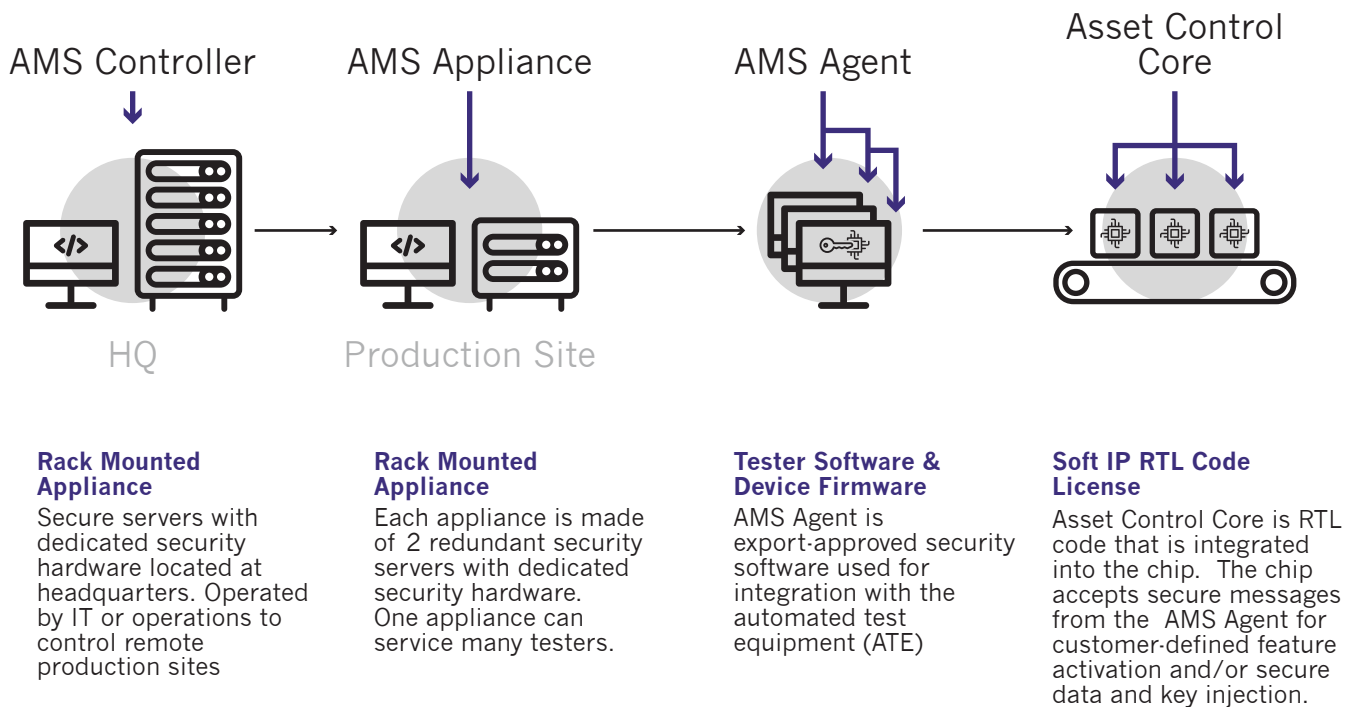 AMS Controller
AMS Appliance
AMS Agent
Asset Control
Core
</>
</>
HQ
Production Site
Rack Mounted
Appliance
Secure servers with
dedicated security
hardware located at
headquarters. Operated
by IT or operations to
control remote
production sites
Rack Mounted
Appliance
Each appliance is made
of 2 redundant security
servers with dedicated
security hardware.
One appliance can
service many testers.
Tester Software &
Device Firmware
AMS Agent is
export-approved security
software used for
integration with the
automated test
equipment (ATE)
Soft IP RTL Code
License
Asset Control Core is RTL
code that is integrated
into the chip. The chip
accepts secure messages
from the AMS Agent for
customer-defined feature
activation and/or secure
data and key injection.